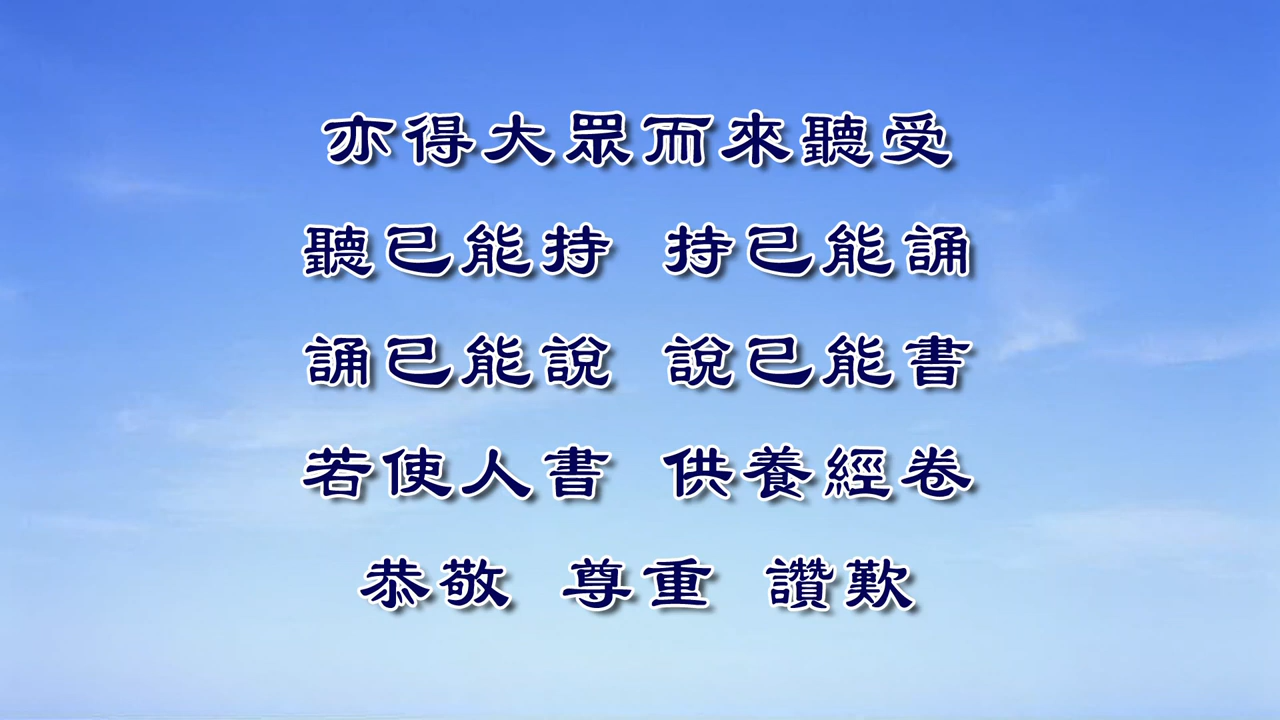 亦得大眾而來聽受
聽已能持　持已能誦
誦已能說　說已能書
若使人書　供養經卷
恭敬　尊重　讚歎